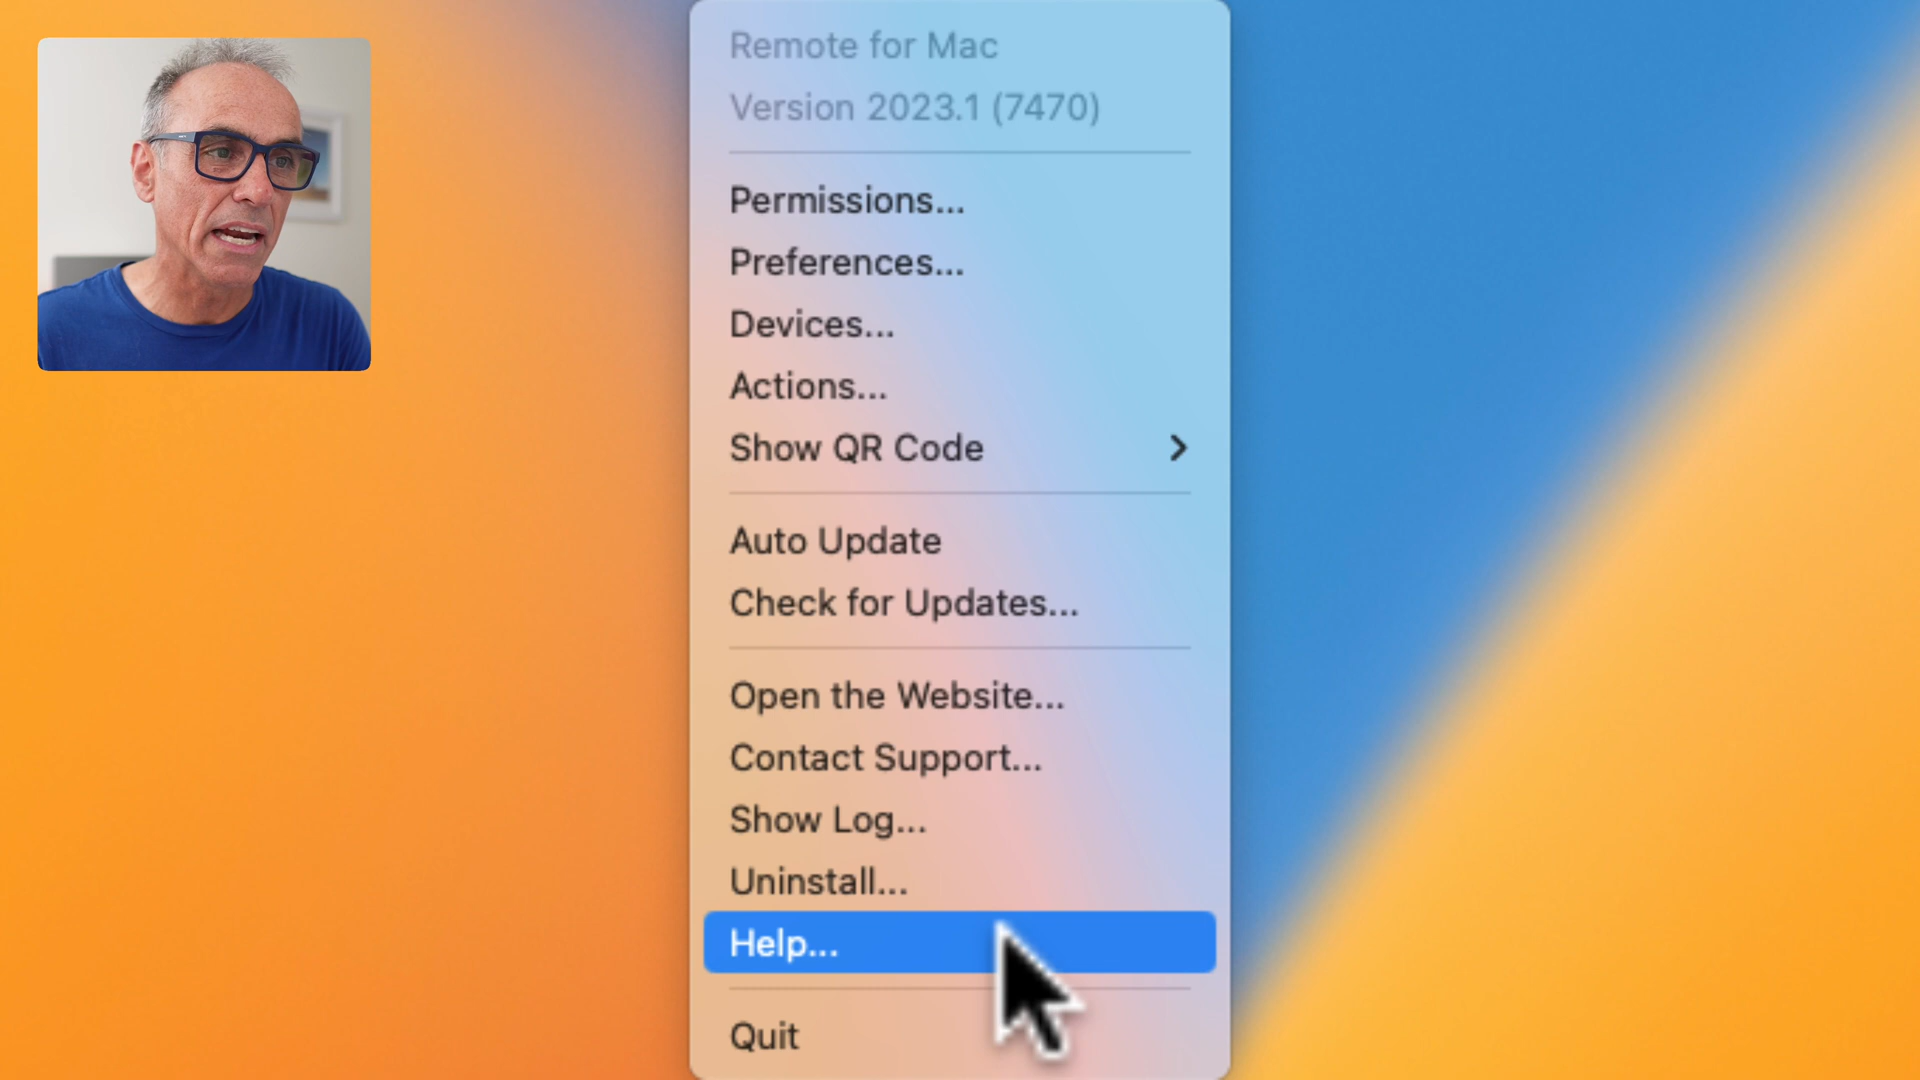 Remote for Mac
Version 2023.1 (7470)
Permissions...
Preferences...
Devices...
Actions...
Show QR Code
Auto Update
Check for Updates...
Open the Website...
Contact Support...
Show Log...
Uninstall...
Help...
Quit